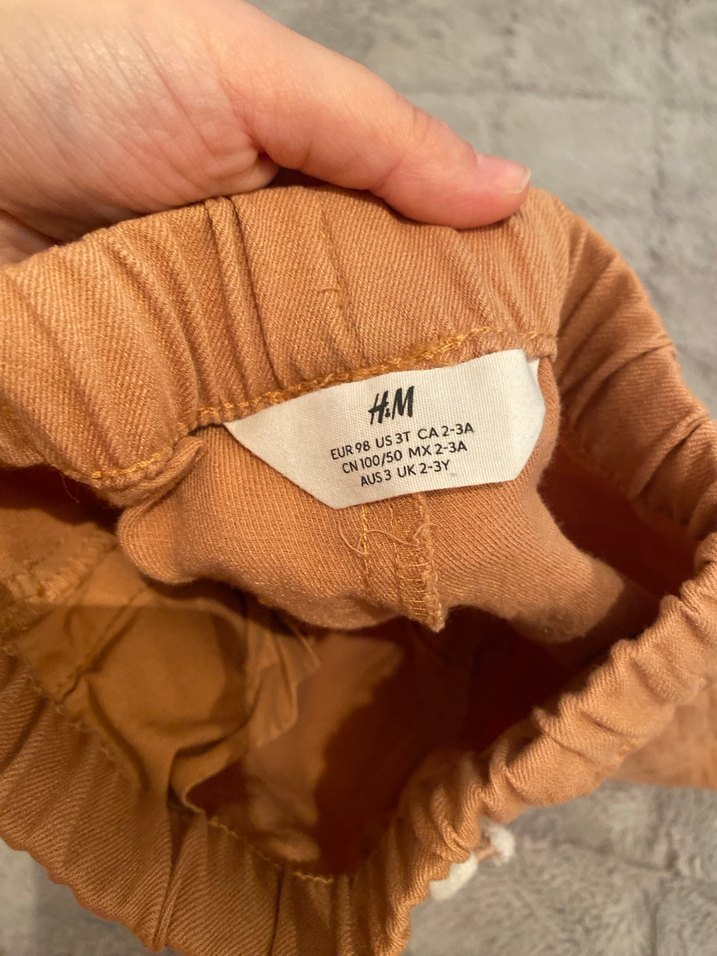 H&M
EUR 98 US 3T CA 2-3A
CN 100/50 MX 2-3A
AUS 3 UK 2-3Y